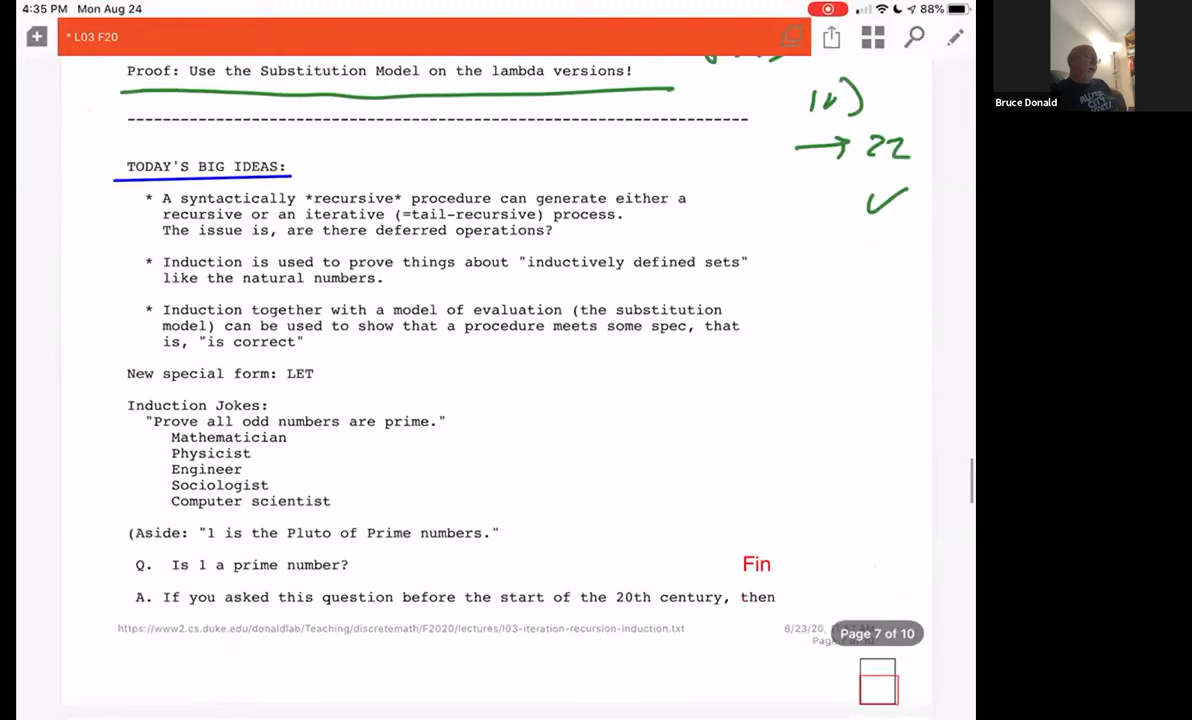 4:35 PM Mon Aug 24
88%
* L03 F20
Bruce Donald
Proof: Use the Substitution Model on the lambda versions!
10)
→ 22
TODAY'S BIG IDEAS:
* A syntactically *recursive* procedure can generate either a
recursive or an iterative (=tail-recursive) process.
The issue is, are there deferred operations?
* Induction is used to prove things about "inductively defined sets"
like the natural numbers.
* Induction together with a model of evaluation (the substitution
model) can be used to show that a procedure meets some spec, that
is, "is correct"
New special form: LET
Induction Jokes:
"Prove all odd numbers are prime."
Mathematician
Physicist
Engineer
Sociologist
Computer scientist
(Aside: "1 is the Pluto of Prime numbers."
Q. Is 1 a prime number?
Fin
A. If you asked this question before the start of the 20th century, then
https://www2.cs.duke.edu/donaldlab/Teaching/discretemath/F2020/lectures/l03-iteration-recursion-induction.txt
8/23/20,
Page 7 of 10